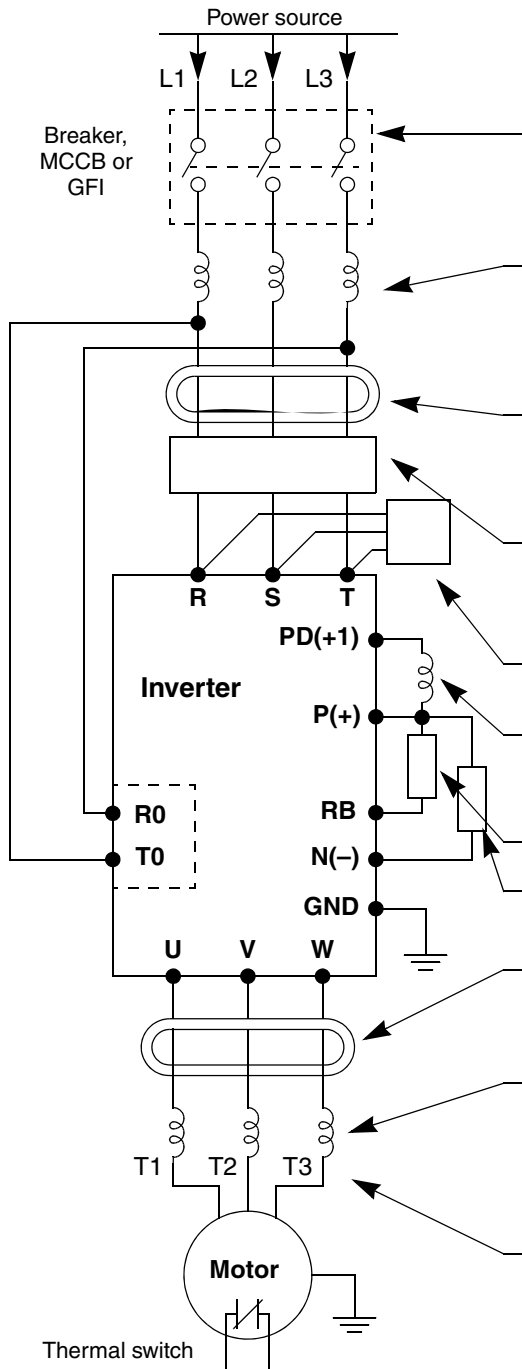 Power source
L1 L2 L3
Breaker,
MCCB or
GFI
R S T
PD(+1)
Inverter
P(+)
R0
RB
T0
N(–)
GND
U V W
T1 T2 T3
Motor
Thermal switch